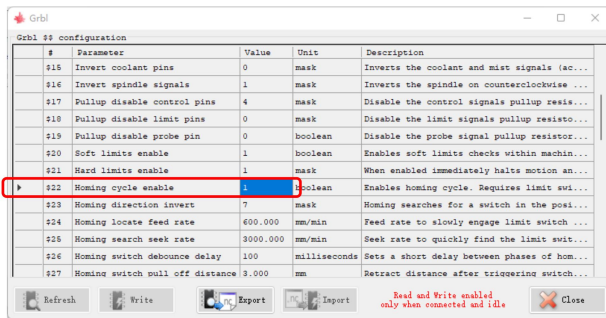 Grbl
Grbl $$ configuration
# Parameter Value Unit Description
$15 Invert coolant pins 0 mask Inverts the coolant and mist signals (ac...
$16 Invert spindle signals 1 mask Inverts the spindle on counterclockwise ...
$17 Pullup disable control pins 4 mask Disable the control signals pullup resis...
$18 Pullup disable limit pins 0 mask Disable the limit signals pullup resisto...
$19 Pullup disable probe pin 0 boolean Disable the probe signal pullup resistor...
$20 Soft limits enable 1 boolean Enables soft limits checks within machin...
$21 Hard limits enable 1 mask When enabled immediately halts motion an...
$22 Homing cycle enable 1 boolean Enables homing cycle. Requires limit swi...
$23 Homing direction invert 7 mask Homing searches for a switch in the posi...
$24 Homing locate feed rate 600.000 mm/min Feed rate to slowly engage limit switch ...
$25 Homing search seek rate 3000.000 mm/min Seek rate to quickly find the limit swit...
$26 Homing switch debounce delay 100 milliseconds Sets a short delay between phases of hom...
$27 Homing switch pull off distance 3.000 mm Retract distance after triggering switch...
Refresh Write Export Import Read and Write enabled
only when connected and idle Close